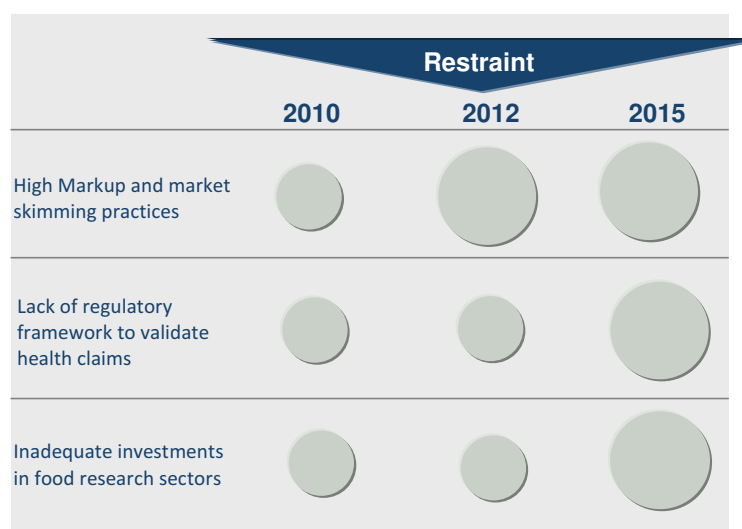 Restraint
2010 2012 2015
High Markup and market
skimming practices
Lack of regulatory
framework to validate
health claims
Inadequate investments
in food research sectors